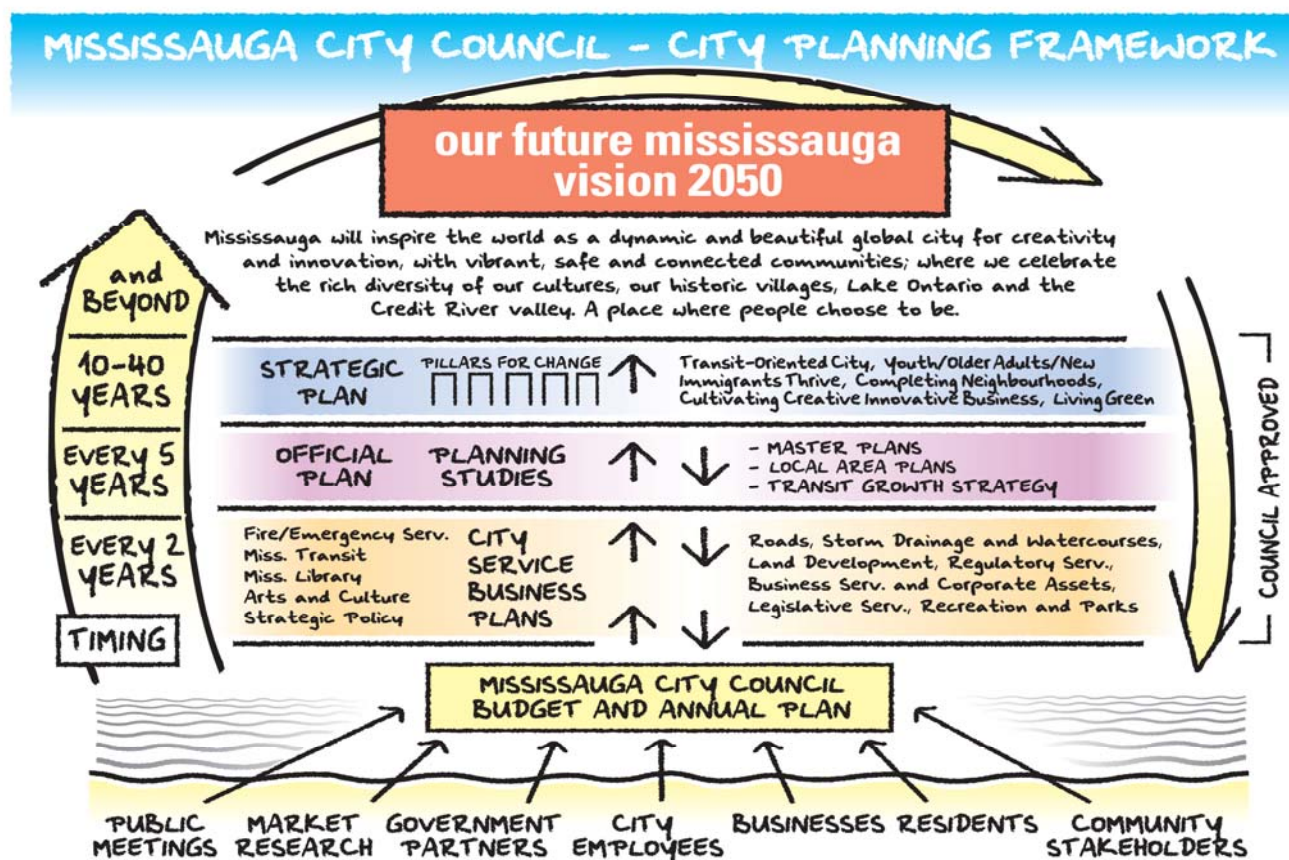 MISSISSAUGA CITY COUNCIL – CITY PLANNING FRAMEWORK
our future mississauga
vision 2050
Mississauga will inspire the world as a dynamic and beautiful global city for creativity
and innovation, with vibrant, safe and connected communities; where we celebrate
the rich diversity of our cultures, our historic villages, Lake Ontario and the
Credit River valley. A place where people choose to be.
and
BEYOND
10-40
YEARS
STRATEGIC
PLAN
PILLARS FOR CHANGE
Transit-Oriented City, Youth/Older Adults/New
Immigrants Thrive, Completing Neighbourhoods,
Cultivating Creative Innovative Business, Living Green
EVERY 5
YEARS
OFFICIAL
PLAN
PLANNING
STUDIES
- MASTER PLANS
- LOCAL AREA PLANS
- TRANSIT GROWTH STRATEGY
EVERY 2
YEARS
Fire/Emergency Serv.
Miss. Transit
Miss. Library
Arts and Culture
Strategic Policy
CITY
SERVICE
BUSINESS
PLANS
Roads, Storm Drainage and Watercourses,
Land Development, Regulatory Serv.,
Business Serv. and Corporate Assets,
Legislative Serv., Recreation and Parks
COUNCIL APPROVED
TIMING
MISSISSAUGA CITY COUNCIL
BUDGET AND ANNUAL PLAN
PUBLIC
MEETINGS
MARKET
RESEARCH
GOVERNMENT
PARTNERS
CITY
EMPLOYEES
BUSINESSES
RESIDENTS
COMMUNITY
STAKEHOLDERS